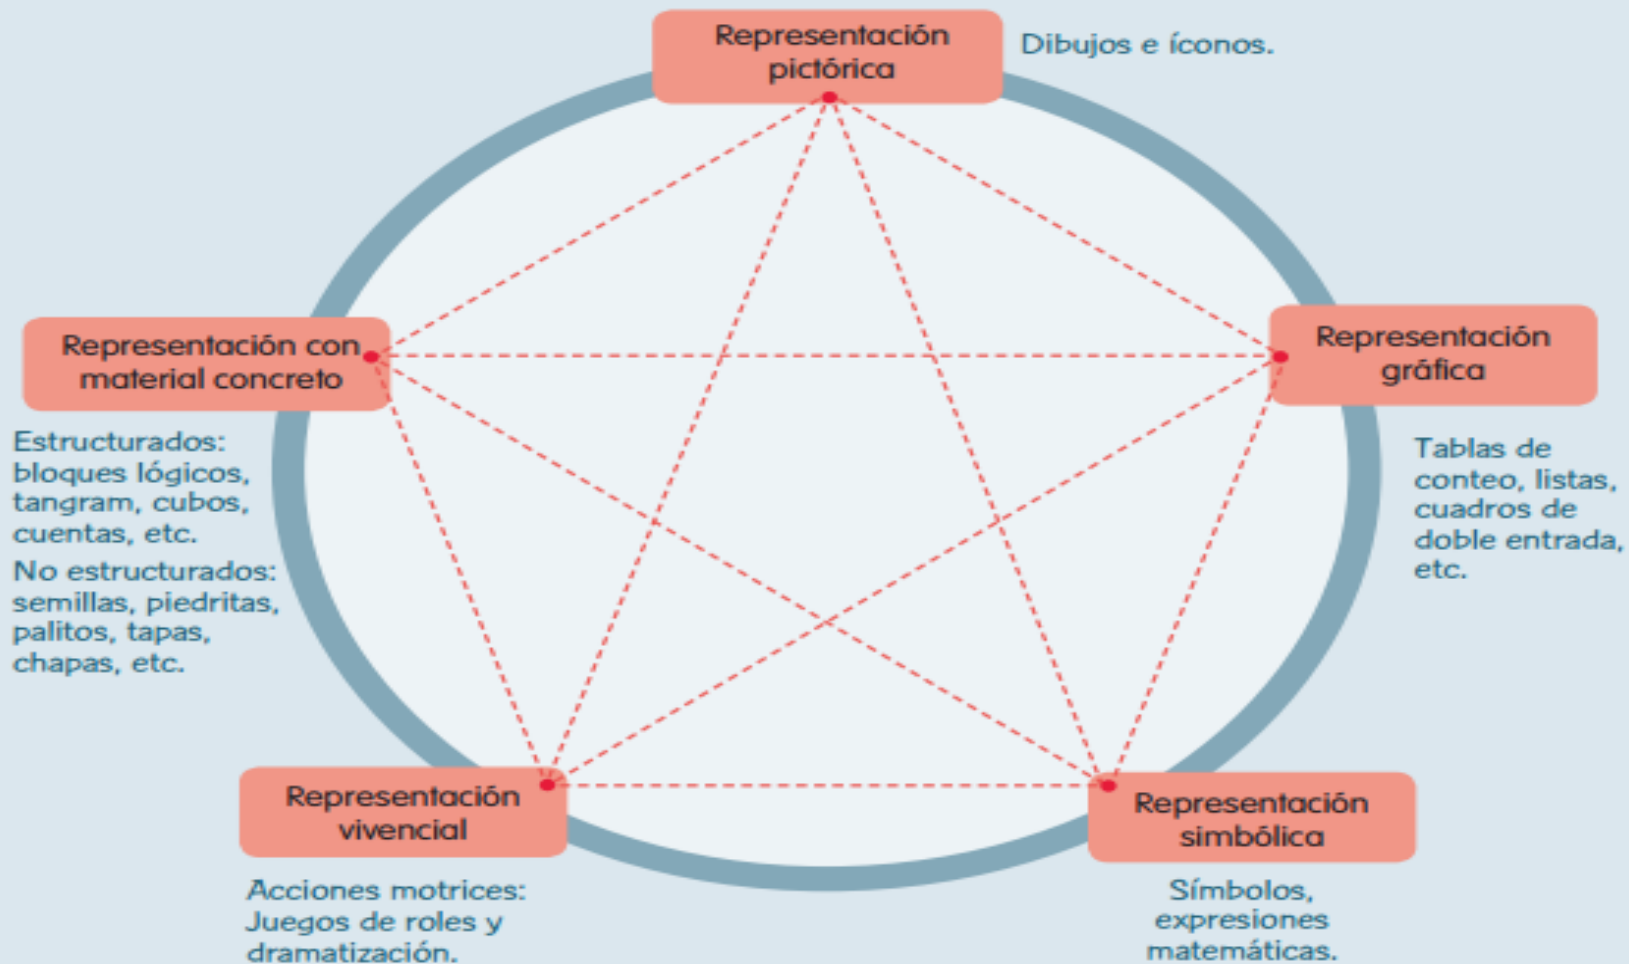 Representación
pictórica
Dibujos e íconos.
Representación con
material concreto
Estructurados:
bloques lógicos,
tangram, cubos,
cuentas, etc.
No estructurados:
semillas, piedritas,
palitos, tapas,
chapas, etc.
Representación
gráfica
Tablas de
conteo, listas,
cuadros de
doble entrada,
etc.
Representación
vivencial
Acciones motrices:
Juegos de roles y
dramatización.
Representación
simbólica
Símbolos,
expresiones
matemáticas.